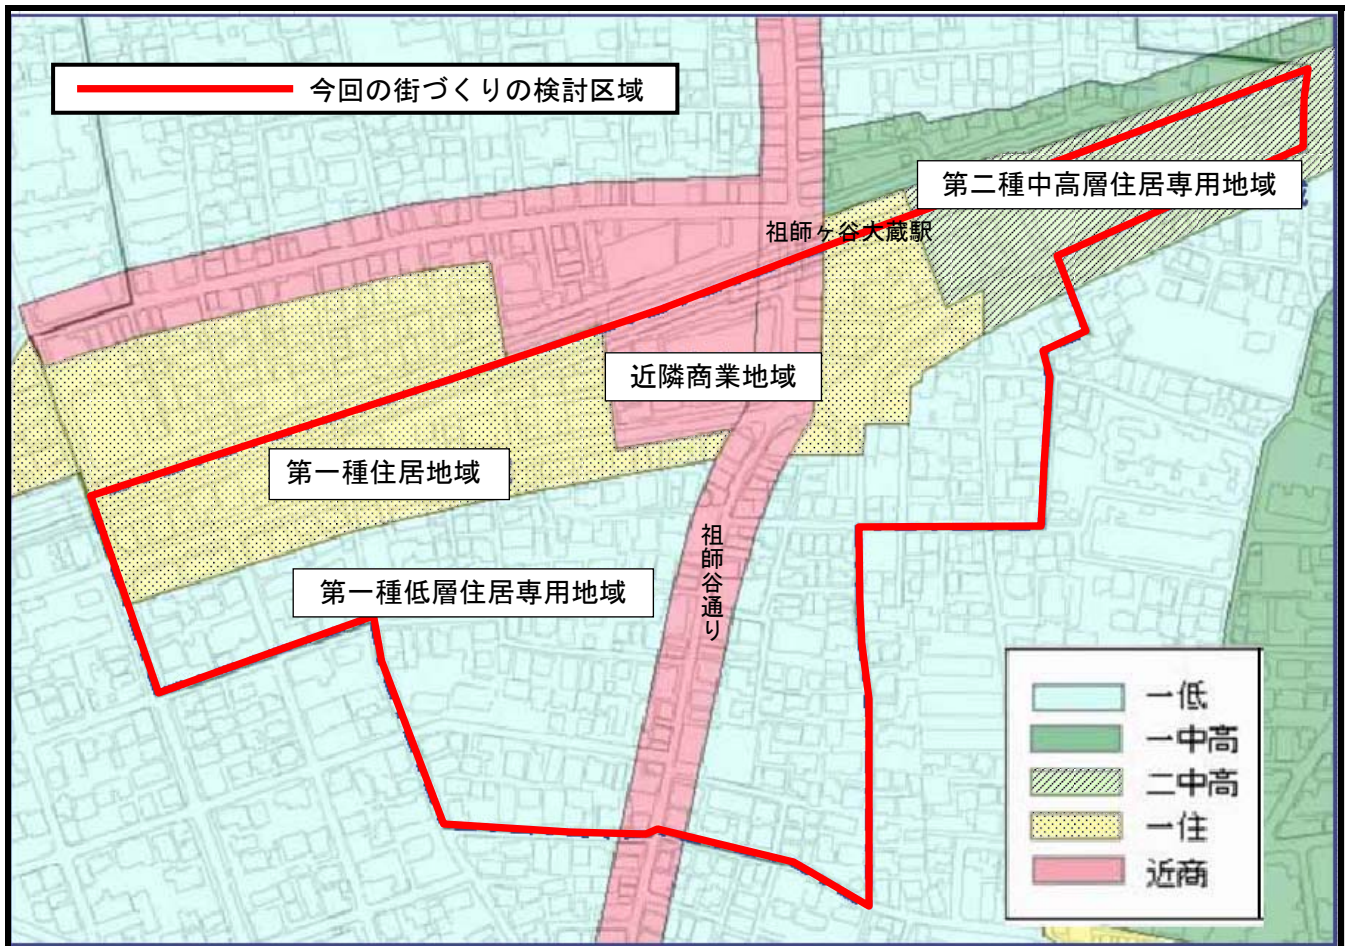 今回の街づくりの検討区域
第二種中高層住居専用地域
祖師ヶ谷大蔵駅
近隣商業地域
第一種住居地域
祖師谷通り
第一種低層住居専用地域
一低
一中高
二中高
一住
近商